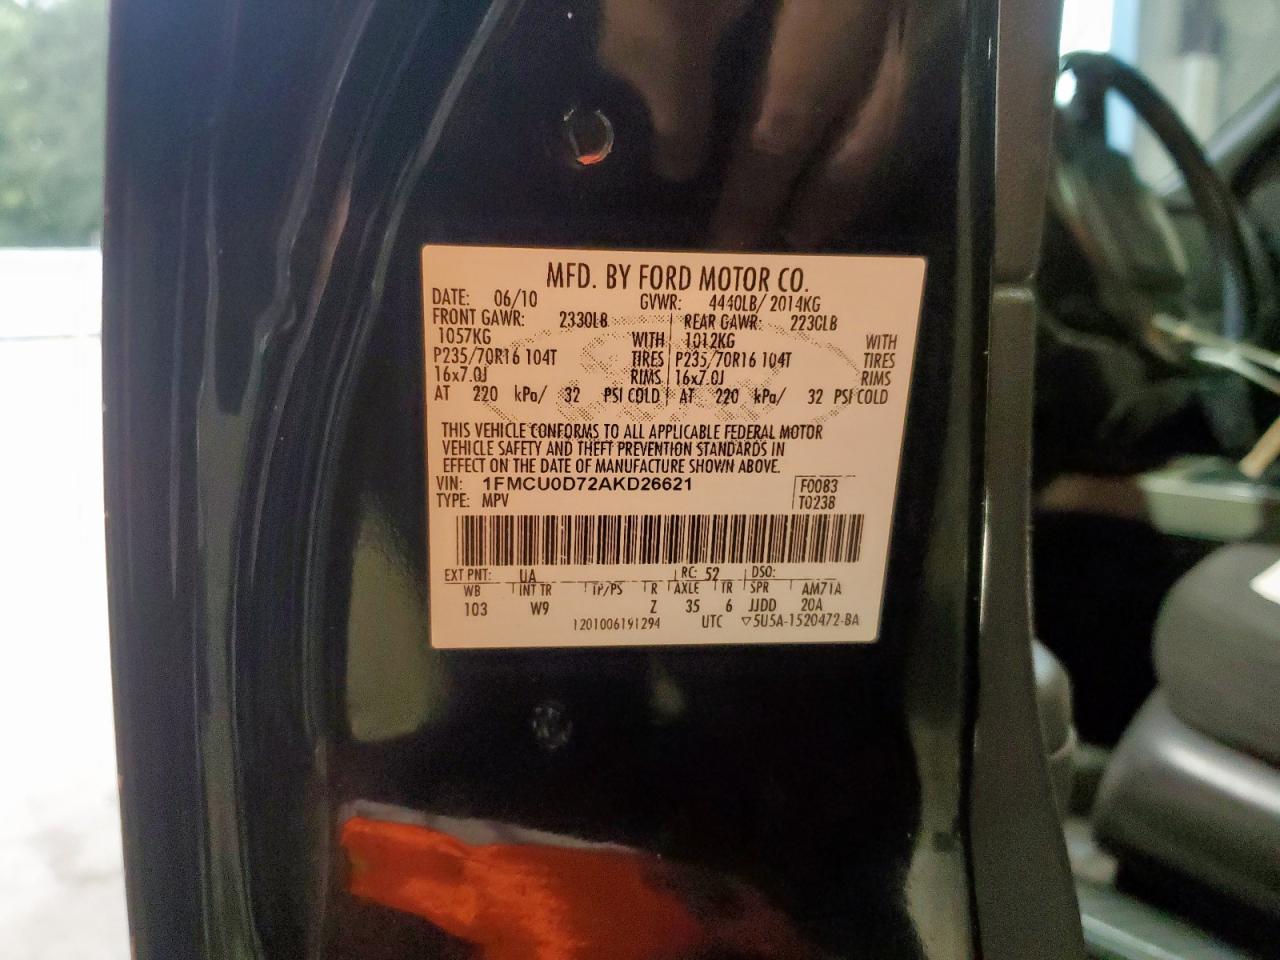 MFD. BY FORD MOTOR CO.
DATE: 06/10 GVWR: 4440LB/ 2014KG
FRONT GAWR: 2330LB REAR GAWR: 2230LB
1057KG WITH 1012KG WITH
P235/70R16 104T TIRES P235/70R16 104T TIRES
16x7.0J RIMS 16x7.0J RIMS
AT 220 kPa/ 32 PSI COLD AT 220 kPa/ 32 PSI COLD
THIS VEHICLE CONFORMS TO ALL APPLICABLE FEDERAL MOTOR
VEHICLE SAFETY AND THEFT PREVENTION STANDARDS IN
EFFECT ON THE DATE OF MANUFACTURE SHOWN ABOVE.
VIN: 1FMCU0D72AKD26621 F0083
TYPE: MPV T0238
EXT PNT: UA RC: 52 DSO:
WB INT TR TP/PS R AXLE TR SPR AM71A
103 W9 Z 35 6 JJDD 20A
1201006191294 UTC ▽5U5A-1520472-BA